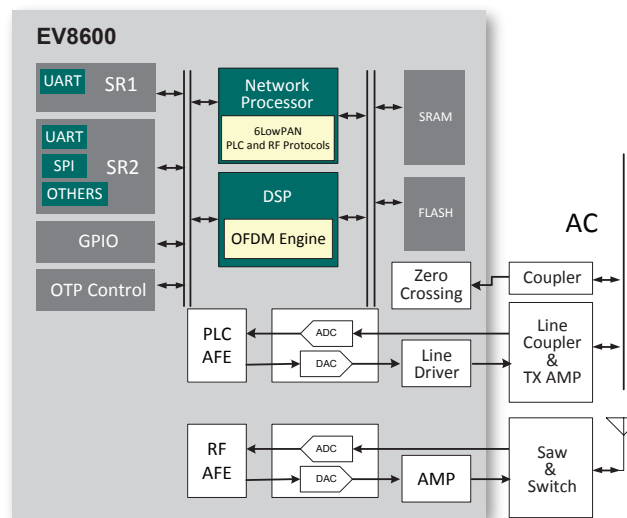 EV8600
UART
SR1
UART
SPI
SR2
OTHERS
GPIO
OTP Control
Network
Processor
6LowPAN
PLC and RF Protocols
DSP
OFDM Engine
SRAM
FLASH
AC
Zero
Crossing
Coupler
PLC
AFE
ADC
DAC
Line
Driver
Line
Coupler
&
TX AMP
RF
AFE
ADC
DAC
AMP
Saw
&
Switch